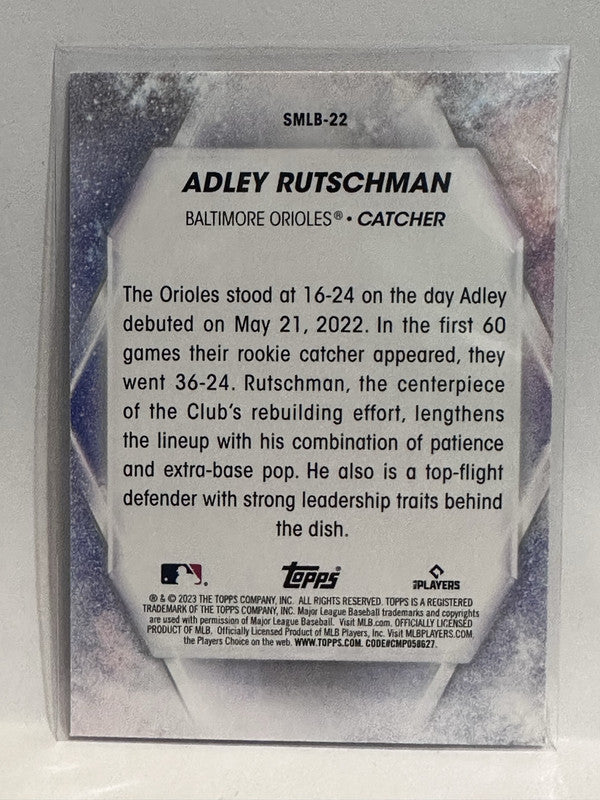 SMLB-22
ADLEY RUTSCHMAN
BALTIMORE ORIOLES® • CATCHER
The Orioles stood at 16-24 on the day Adley
debuted on May 21, 2022. In the first 60
games their rookie catcher appeared, they
went 36-24. Rutschman, the centerpiece
of the Club's rebuilding effort, lengthens
the lineup with his combination of patience
and extra-base pop. He also is a top-flight
defender with strong leadership traits behind
the dish.
Topps
MLB PLAYERS
® & © 2023 THE TOPPS COMPANY, INC. ALL RIGHTS RESERVED. TOPPS IS A REGISTERED
TRADEMARK OF THE TOPPS COMPANY, INC. Major League Baseball trademarks and copyrights
are used with permission of Major League Baseball. Visit MLB.com. OFFICIALLY LICENSED
PRODUCT OF MLB. Officially Licensed Product of MLB Players, Inc. Visit MLBPLAYERS.COM,
the Players Choice on the web. WWW.TOPPS.COM. CODE#CMP058627.